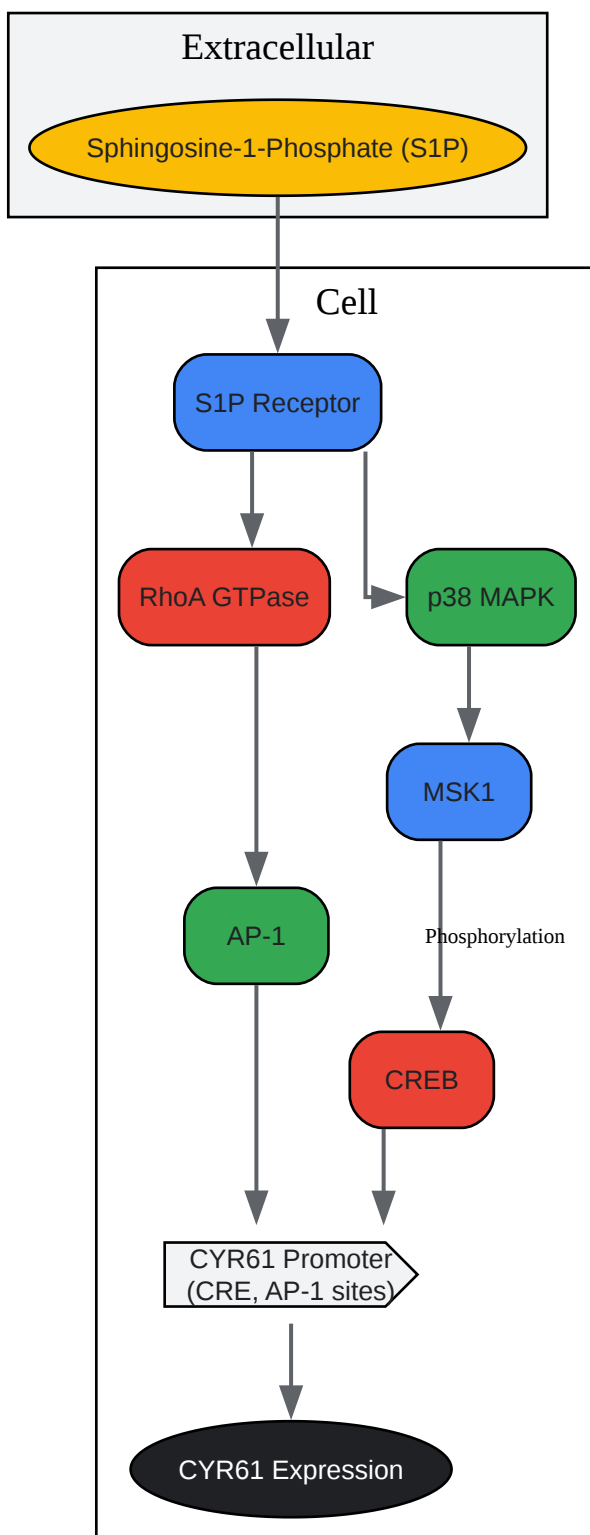 Extracellular
Sphingosine-1-Phosphate (S1P)
Cell
S1P Receptor
RhoA GTPase
p38 MAPK
MSK1
AP-1
Phosphorylation
CREB
CYR61 Promoter
(CRE, AP-1 sites)
CYR61 Expression